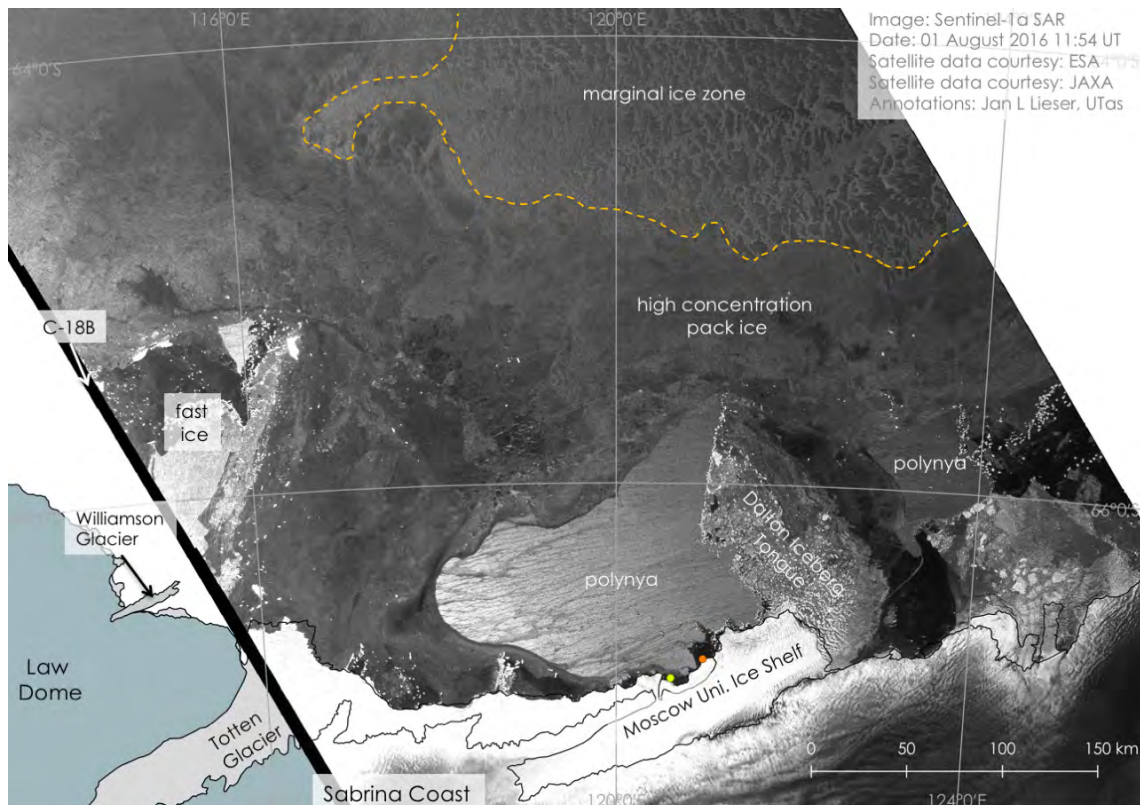 116°0'E
120°0'E
Image: Sentinel-1a SAR
Date: 01 August 2016 11:54 UT
Satellite data courtesy: ESA
Satellite data courtesy: JAXA
Annotations: Jan L Lieser, UTas
64°0'S
marginal ice zone
high concentration
pack ice
C-18B
fast
ice
polynya
66°0'S
Williamson
Glacier
Dalton Iceberg
Tongue
polynya
Law
Dome
Totten
Glacier
Moscow Uni. Ice Shelf
0 50 100 150 km
Sabrina Coast
120°0'E
124°0'E